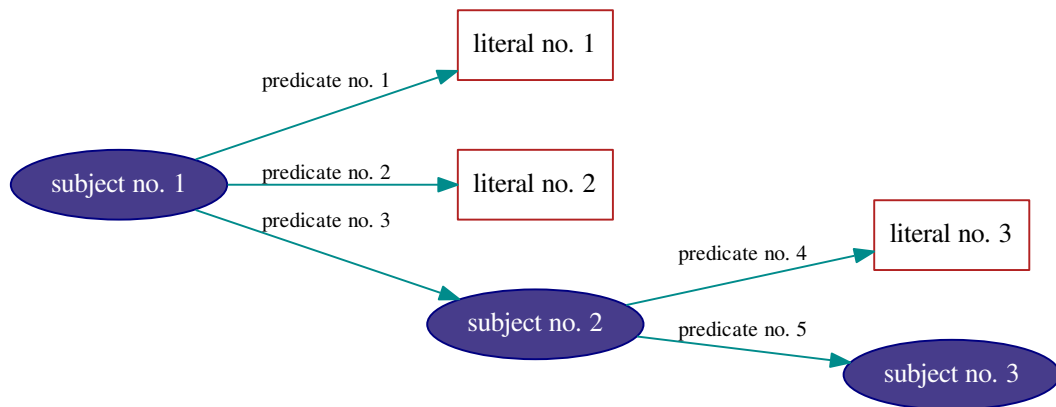 literal no. 1
predicate no. 1
subject no. 1
predicate no. 2
literal no. 2
predicate no. 3
literal no. 3
predicate no. 4
subject no. 2
predicate no. 5
subject no. 3